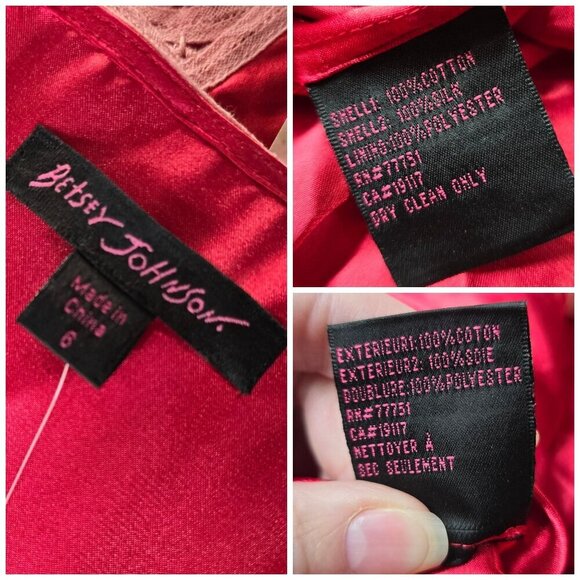 BETSEY JOHNSON.
Made in
China
6
SHELL1: 100%COTTON
SHELL2: 100%SILK
LINING:100%POLYESTER
RN#77751
CA#19117
DRY CLEAN ONLY
EXTERIEUR1:100%COTON
EXTERIEUR2: 100%SOIE
DOUBLURE:100%POLYESTER
RN#77751
CA#19117
NETTOYER À
SEC SEULEMENT